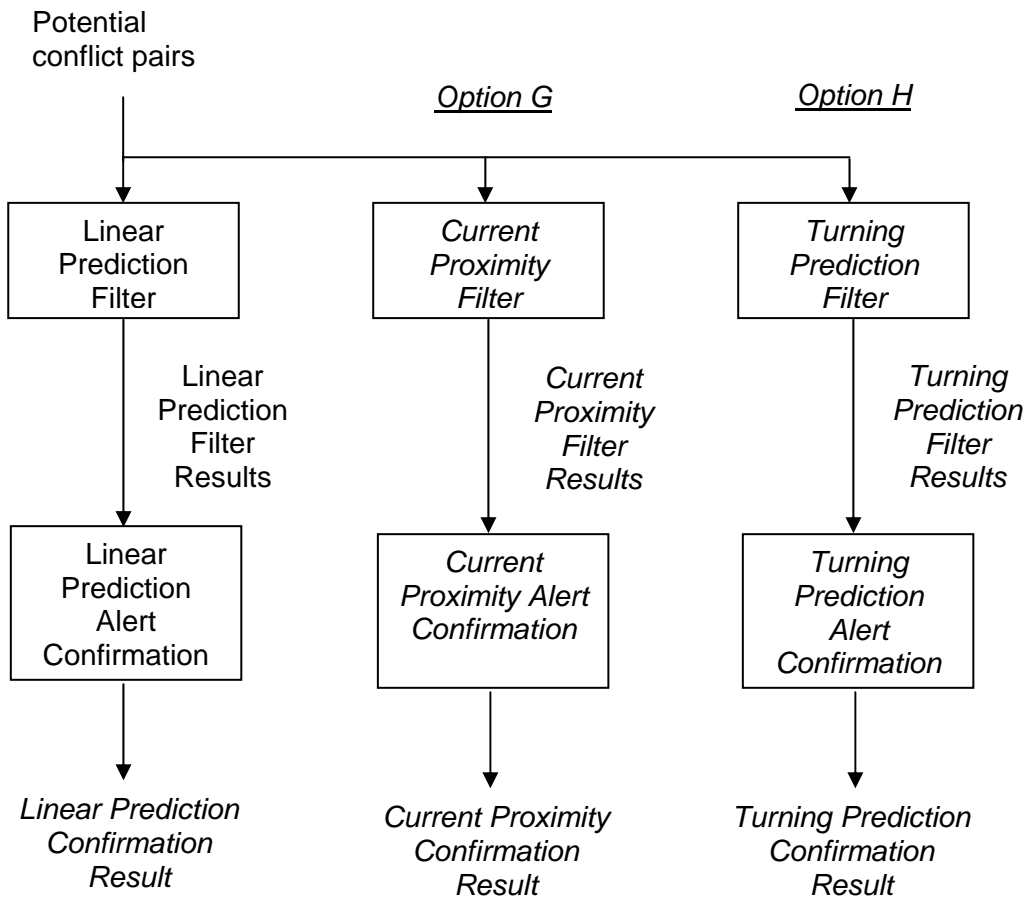 Potential
conflict pairs
Option G
Option H
Linear
Prediction
Filter
Current
Proximity
Filter
Turning
Prediction
Filter
Linear
Prediction
Filter
Results
Current
Proximity
Filter
Results
Turning
Prediction
Filter
Results
Linear
Prediction
Alert
Confirmation
Current
Proximity Alert
Confirmation
Turning
Prediction
Alert
Confirmation
Linear Prediction
Confirmation
Result
Current Proximity
Confirmation
Result
Turning Prediction
Confirmation
Result